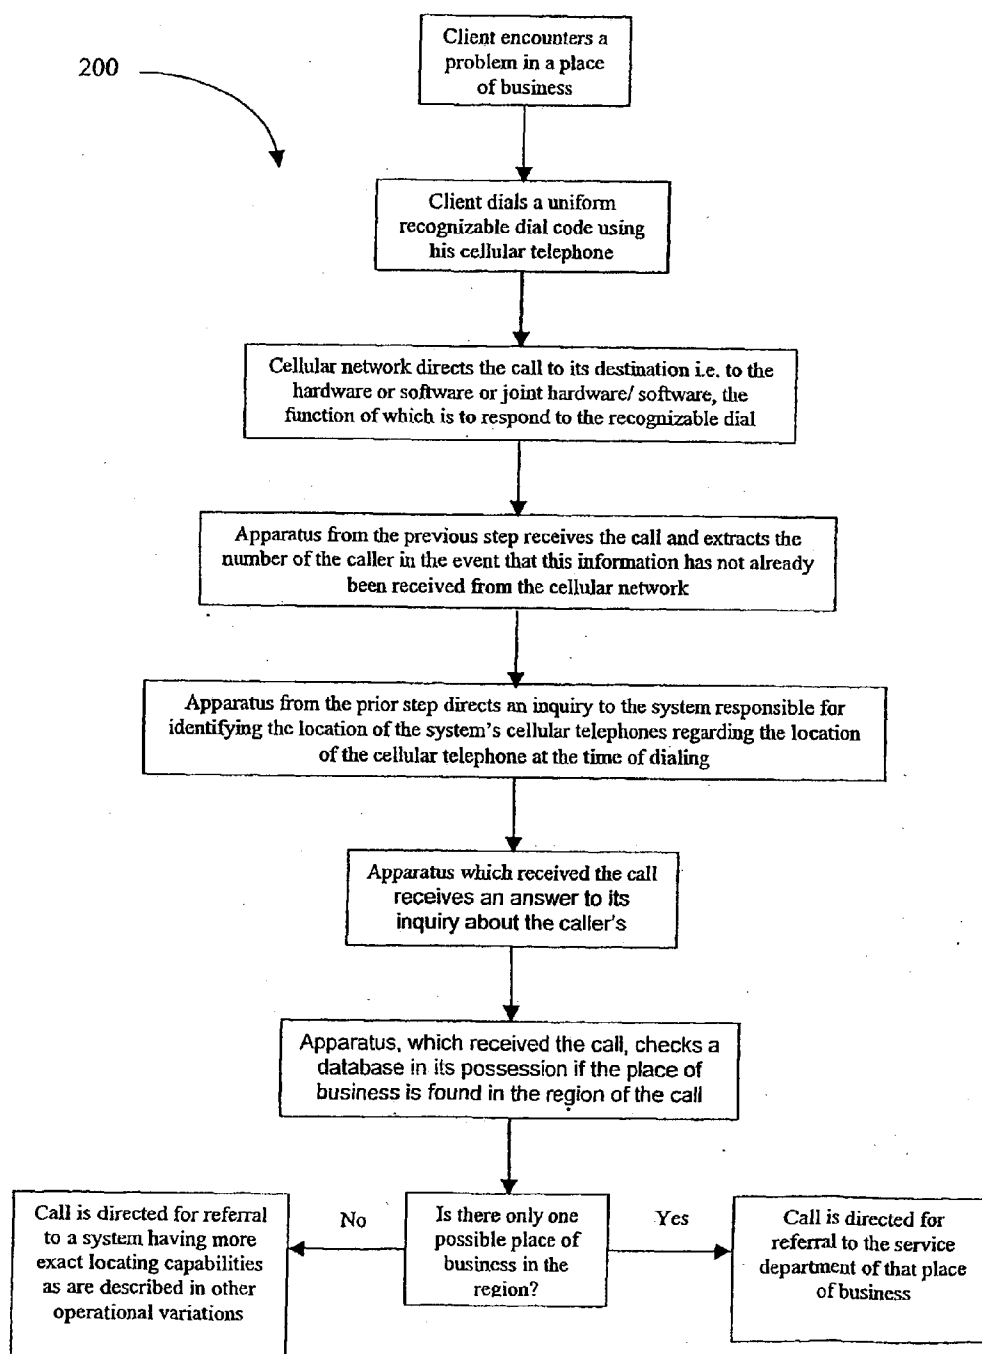 Client encounters a
problem in a place
of business
200
Client dials a uniform
recognizable dial code using
his cellular telephone
Cellular network directs the call to its destination i.e. to the
hardware or software or joint hardware/ software, the
function of which is to respond to the recognizable dial
Apparatus from the previous step receives the call and extracts the
number of the caller in the event that this information has not already
been received from the cellular network
Apparatus from the prior step directs an inquiry to the system responsible for
identifying the location of the system's cellular telephones regarding the location
of the cellular telephone at the time of dialing
Apparatus which received the call
receives an answer to its
inquiry about the caller's
Apparatus, which received the call, checks a
database in its possession if the place of
business is found in the region of the call
Call is directed for referral
to a system having more
exact locating capabilities
as are described in other
operational variations
No
Is there only one
possible place of
business in the
region?
Yes
Call is directed for
referral to the service
department of that place
of business